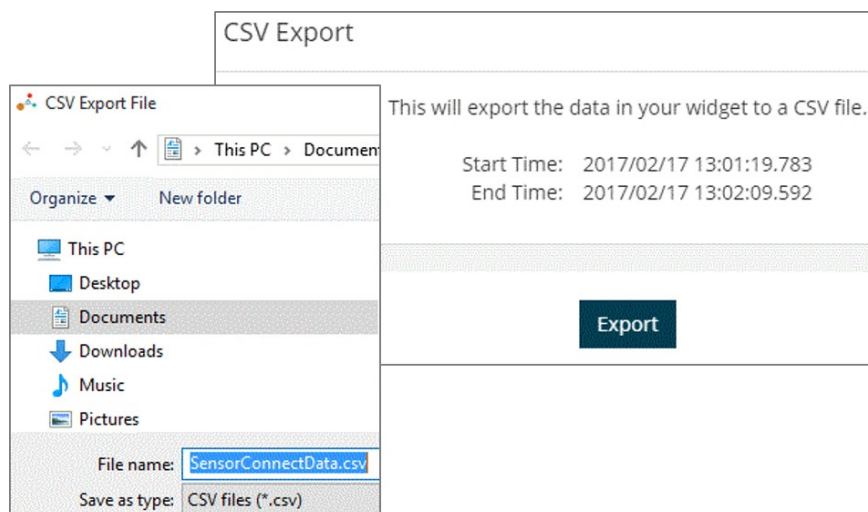 CSV Export
This will export the data in your widget to a CSV file.
Start Time: 2017/02/17 13:01:19.783
End Time: 2017/02/17 13:02:09.592
Export
CSV Export File
This PC > Documen
Organize
New folder
This PC
Desktop
Documents
Downloads
Music
Pictures
File name: SensorConnectData.csv
Save as type: CSV files (*.csv)